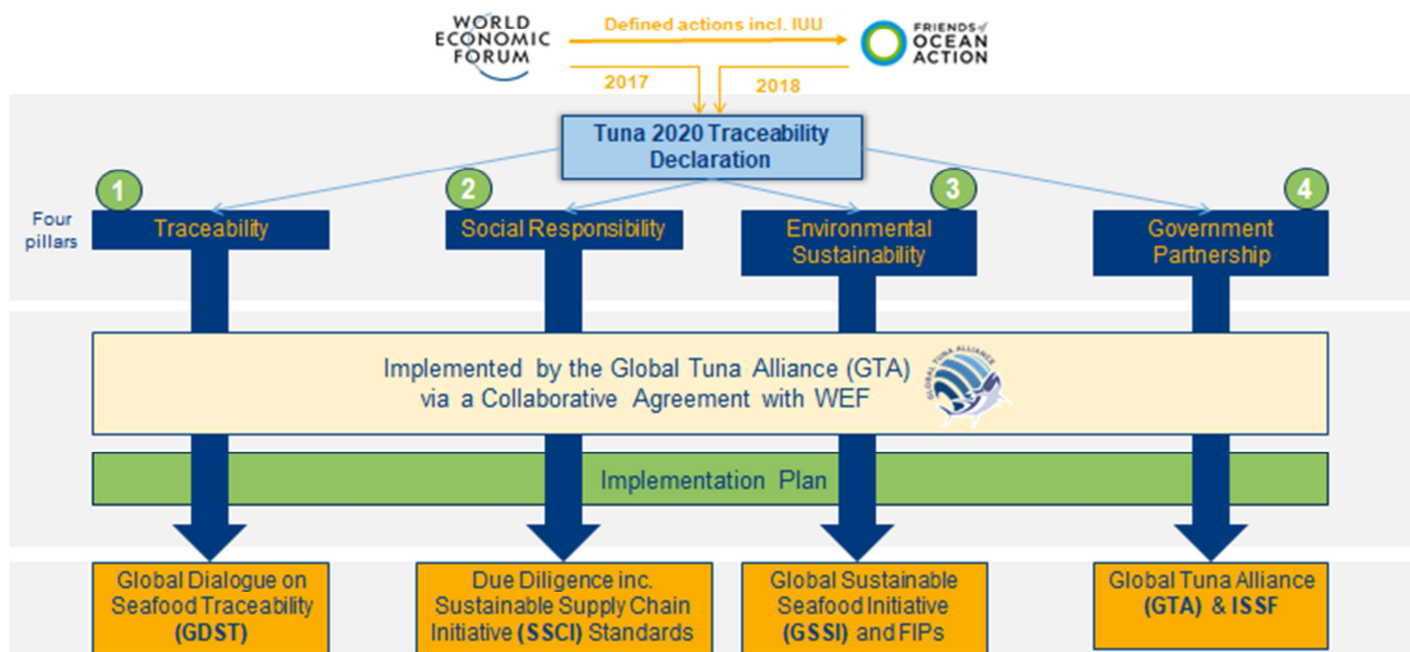 WORLD
ECONOMIC
FORUM
Defined actions incl. IUU
FRIENDS of
OCEAN
ACTION
2017
2018
Tuna 2020 Traceability
Declaration
1
2
3
4
Four
pillars
Traceability
Social Responsibility
Environmental
Sustainability
Government
Partnership
Implemented by the Global Tuna Alliance (GTA)
via a Collaborative Agreement with WEF
GLOBAL TUNA ALLIANCE
Implementation Plan
Global Dialogue on
Seafood Traceability
(GDST)
Due Diligence inc.
Sustainable Supply Chain
Initiative (SSCI) Standards
Global Sustainable
Seafood Initiative
(GSSI) and FIPs
Global Tuna Alliance
(GTA) & ISSF